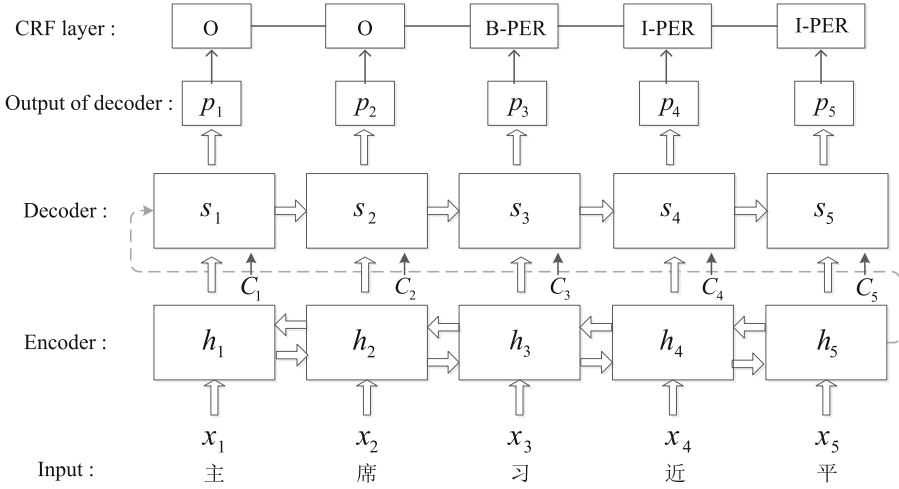 CRF layer : O O B-PER I-PER I-PER
Output of decoder : p1 p2 p3 p4 p5
Decoder : s1 s2 s3 s4 s5
C1 C2 C3 C4 C5
Encoder : h1 h2 h3 h4 h5
x1 x2 x3 x4 x5
Input : 主 席 习 近 平